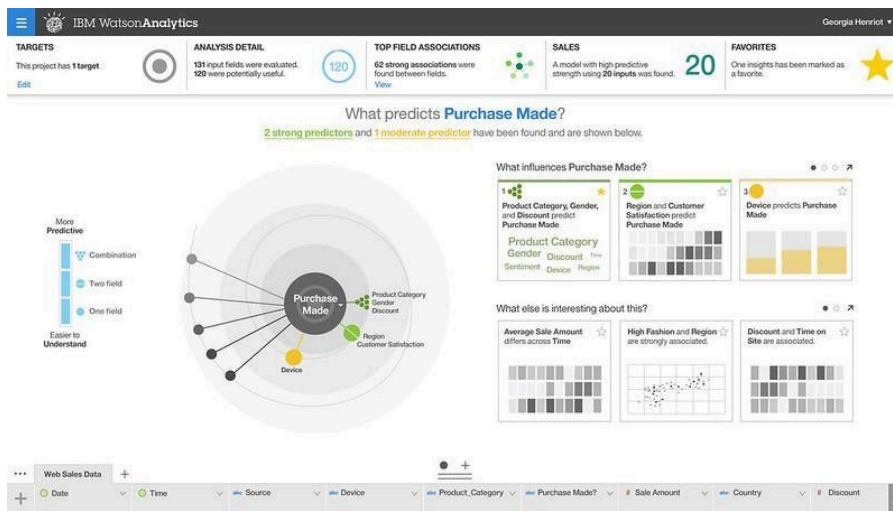 IBM WatsonAnalytics
Georgia Henriot
TARGETS
This project has 1 target
Edit
ANALYSIS DETAIL
131 input fields were evaluated.
120 were potentially useful.
120
TOP FIELD ASSOCIATIONS
62 strong associations were
found between fields.
View
SALES
A model with high predictive
strength using 20 inputs was found.
20
FAVORITES
One insights has been marked as
a favorite.
What predicts Purchase Made?
2 strong predictors and 1 moderate predictor have been found and are shown below.
More
Predictive
Combination
Two field
One field
Easier to
Understand
Purchase
Made
Product Category
Gender
Discount
Region
Customer Satisfaction
Device
What influences Purchase Made?
1
Product Category, Gender,
and Discount predict
Purchase Made
Product Category
Gender Discount Time
Sentiment Device Region
2
Region and Customer
Satisfaction predict
Purchase Made
3
Device predicts Purchase
Made
What else is interesting about this?
Average Sale Amount
differs across Time
High Fashion and Region
are strongly associated.
Discount and Time on
Site are associated.
Web Sales Data
Date
Time
abc Source
abc Device
abc Product_Category
abc Purchase Made?
# Sale Amount
abc Country
# Discount